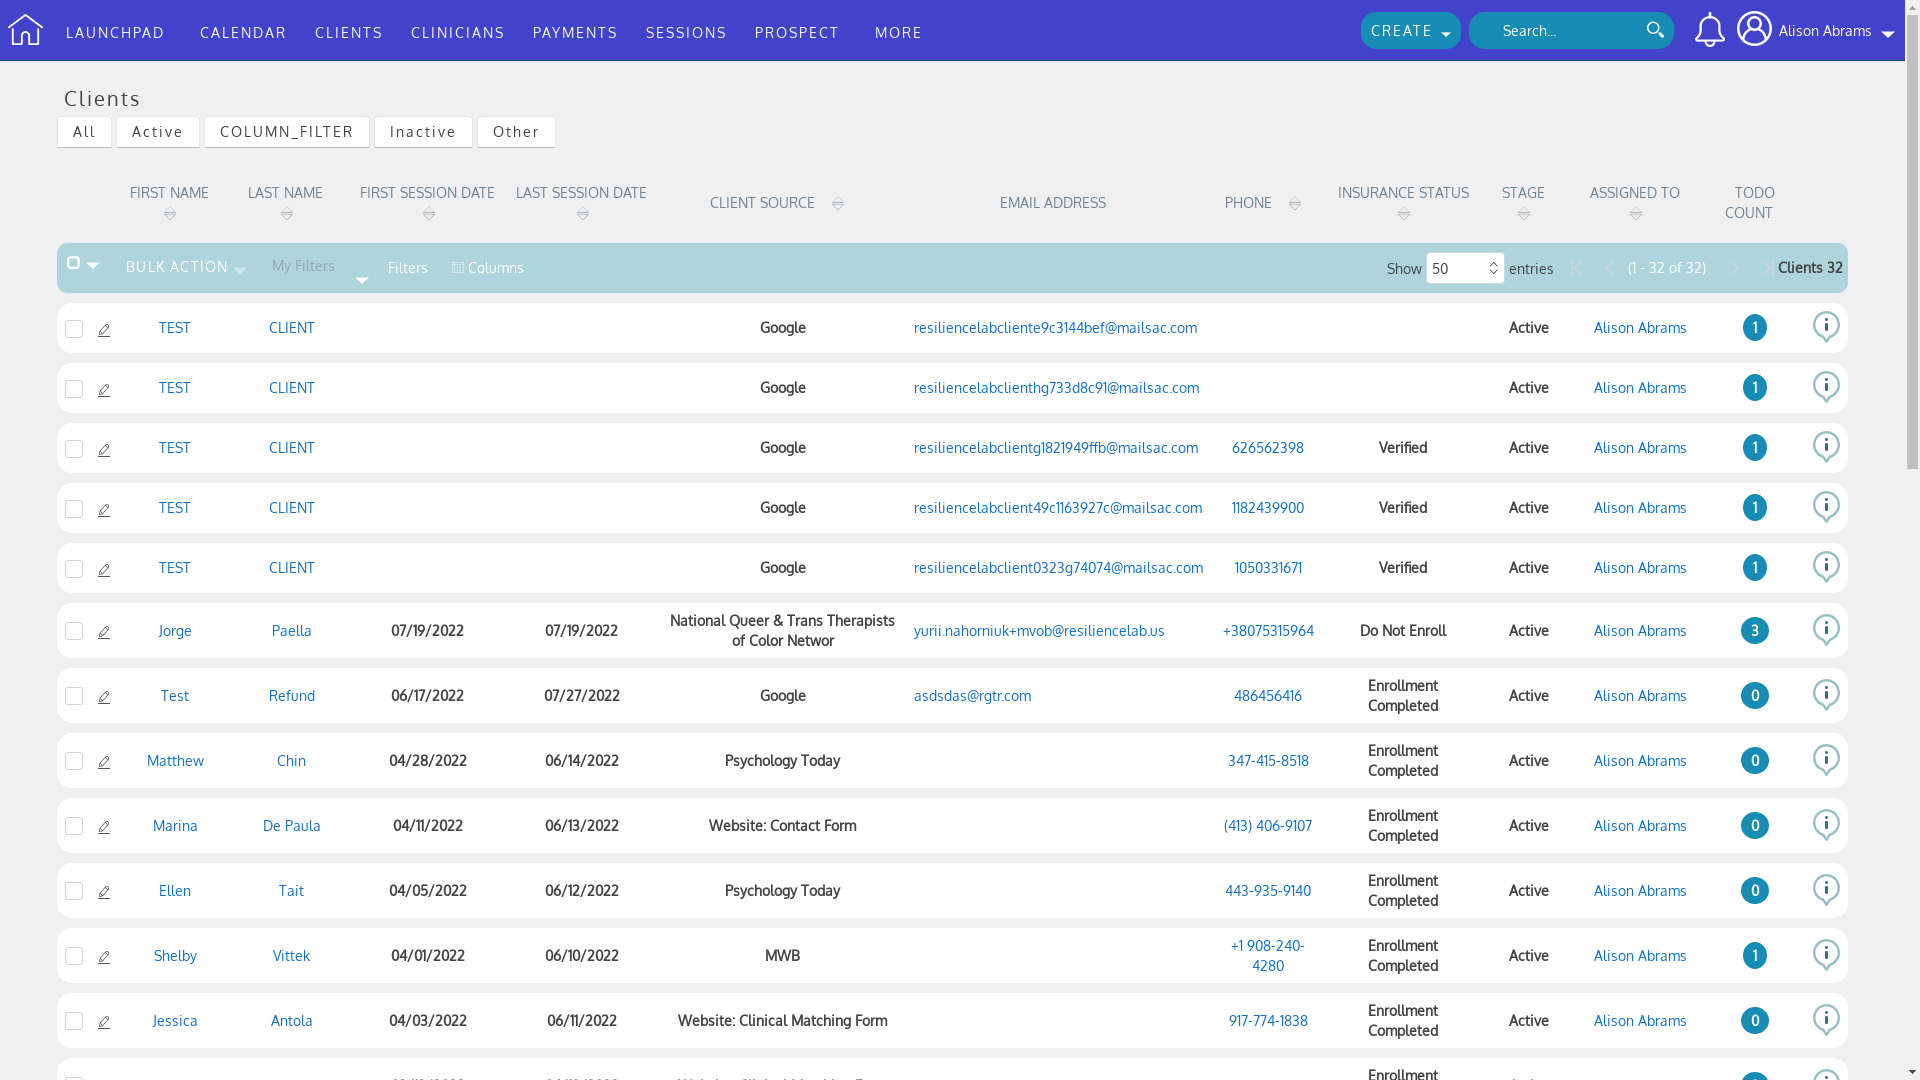 LAUNCHPAD CALENDAR CLIENTS CLINICIANS PAYMENTS SESSIONS PROSPECT MORE CREATE Search... Alison Abrams
Clients
All Active COLUMN_FILTER Inactive Other
FIRST NAME LAST NAME FIRST SESSION DATE LAST SESSION DATE CLIENT SOURCE EMAIL ADDRESS PHONE INSURANCE STATUS STAGE ASSIGNED TO TODO
COUNT
BULK ACTION My Filters Filters Columns Show 50 entries (1 - 32 of 32) Clients 32
TEST CLIENT Google resiliencelabcliente9c3144bef@mailsac.com Active Alison Abrams 1
TEST CLIENT Google resiliencelabclienthg733d8c91@mailsac.com Active Alison Abrams 1
TEST CLIENT Google resiliencelabclientg1821949ffb@mailsac.com 626562398 Verified Active Alison Abrams 1
TEST CLIENT Google resiliencelabclient49c1163927c@mailsac.com 1182439900 Verified Active Alison Abrams 1
TEST CLIENT Google resiliencelabclient0323g74074@mailsac.com 1050331671 Verified Active Alison Abrams 1
National Queer & Trans Therapists
Jorge Paella 07/19/2022 07/19/2022 yurii.nahorniuk+mvob@resiliencelab.us +38075315964 Do Not Enroll Active Alison Abrams 3
of Color Networ
Enrollment
Test Refund 06/17/2022 07/27/2022 Google asdsdas@rgtr.com 486456416 Active Alison Abrams 0
Completed
Enrollment
Matthew Chin 04/28/2022 06/14/2022 Psychology Today 347-415-8518 Active Alison Abrams 0
Completed
Enrollment
Marina De Paula 04/11/2022 06/13/2022 Website: Contact Form (413) 406-9107 Active Alison Abrams 0
Completed
Enrollment
Ellen Tait 04/05/2022 06/12/2022 Psychology Today 443-935-9140 Active Alison Abrams 0
Completed
+1 908-240- Enrollment
Shelby Vittek 04/01/2022 06/10/2022 MWB Active Alison Abrams 1
4280 Completed
Enrollment
Jessica Antola 04/03/2022 06/11/2022 Website: Clinical Matching Form 917-774-1838 Active Alison Abrams 0
Completed
Enrollment